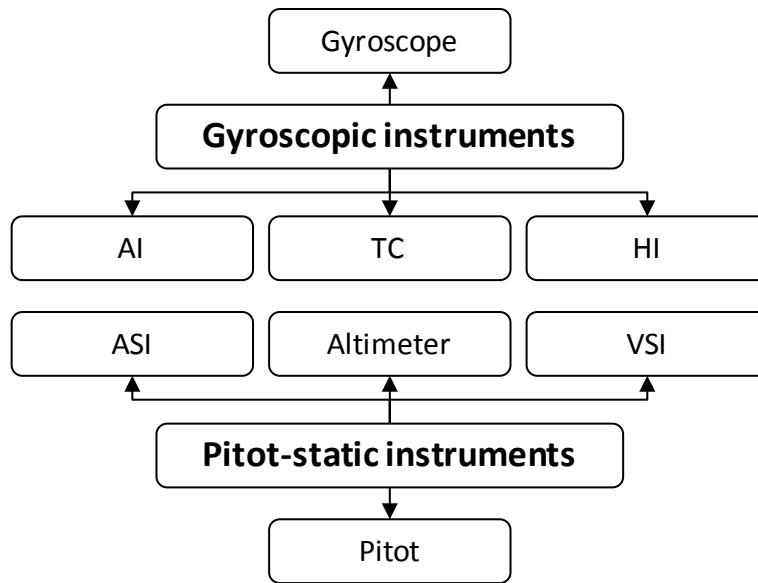 Gyroscope
Gyroscopic instruments
AI
TC
HI
ASI
Altimeter
VSI
Pitot-static instruments
Pitot